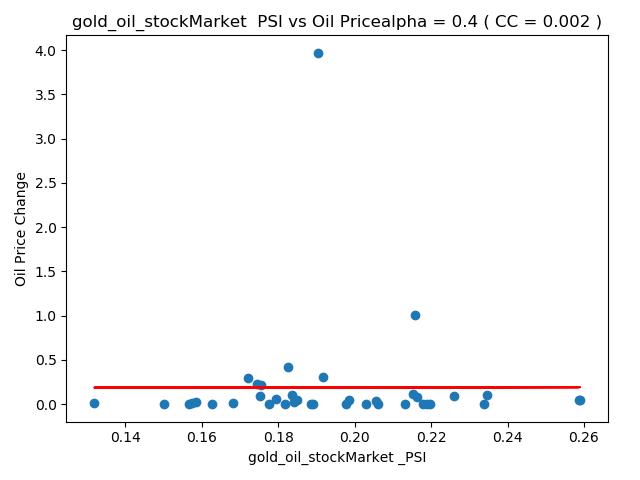 gold_oil_stockMarket  PSI vs Oil Pricealpha = 0.4 ( CC = 0.002 )
4.0
3.5
3.0
2.5
2.0
1.5
1.0
0.5
0.0
Oil Price Change
0.14 0.16 0.18 0.20 0.22 0.24 0.26
gold_oil_stockMarket _PSI